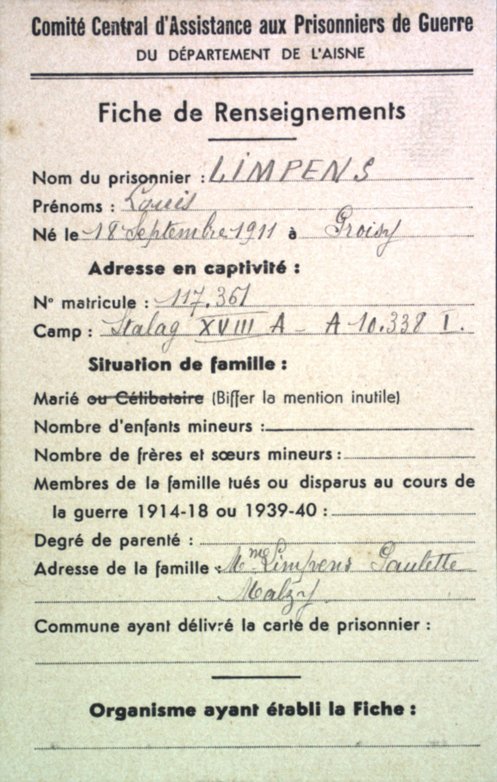 Comité Central d'Assistance aux Prisonniers de Guerre
DU DÉPARTEMENT DE L'AISNE
Fiche de Renseignements
Nom du prisonnier : LIMPENS
Prénoms : Louis
Né le 18 Septembre 1911 à Proisy
Adresse en captivité :
N° matricule : 117.361
Camp : Stalag XVIII A - A 10.338 I.
Situation de famille :
Marié ou Célibataire (Biffer la mention inutile)
Nombre d'enfants mineurs :
Nombre de frères et sœurs mineurs :
Membres de la famille tués ou disparus au cours de
la guerre 1914-18 ou 1939-40 :
Degré de parenté :
Adresse de la famille : Mme Limpens Paulette
Malzy
Commune ayant délivré la carte de prisonnier :
Organisme ayant établi la Fiche :